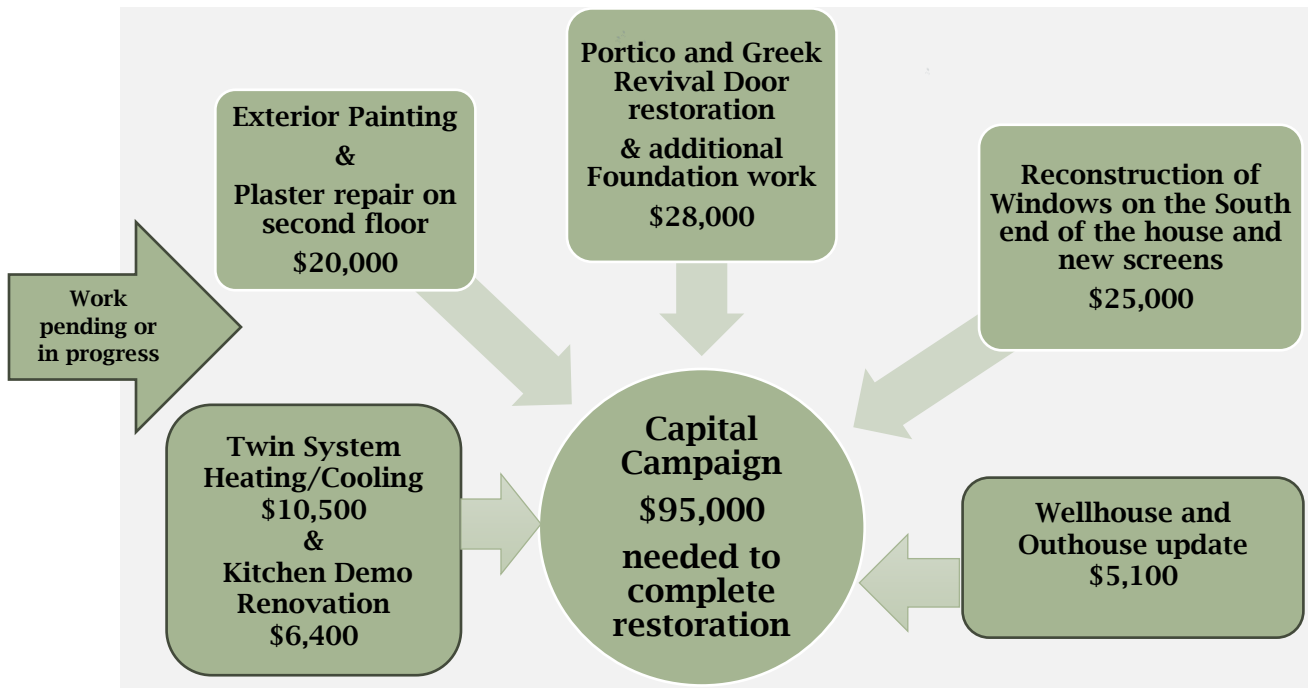 Portico and Greek
Revival Door
restoration
& additional
Foundation work
$28,000
Exterior Painting
&
Plaster repair on
second floor
$20,000
Reconstruction of
Windows on the South
end of the house and
new screens
$25,000
Work
pending or
in progress
Twin System
Heating/Cooling
$10,500
&
Kitchen Demo
Renovation
$6,400
Capital
Campaign
$95,000
needed to
complete
restoration
Wellhouse and
Outhouse update
$5,100